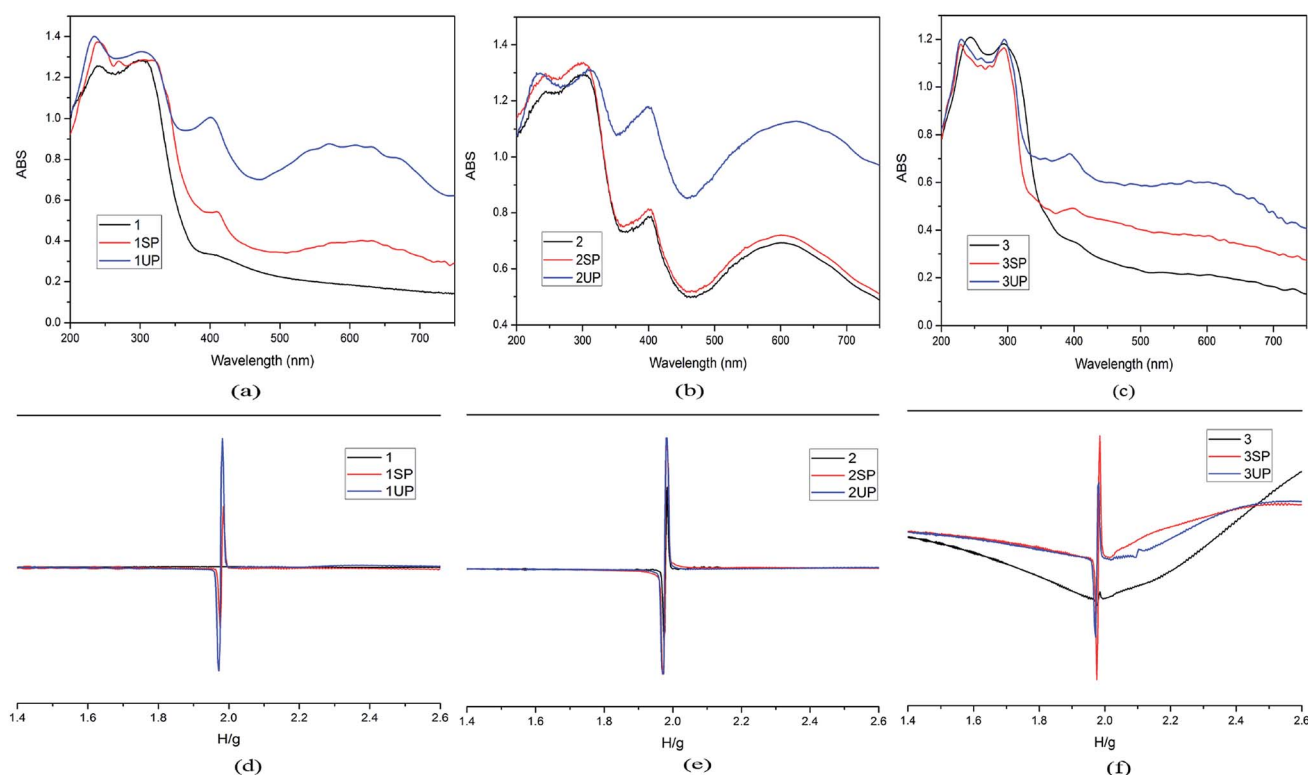 ABS
1.4
1.2
1.0
0.8
0.6
0.4
0.2
0.0
1
1SP
1UP
200 300 400 500 600 700
Wavelength (nm)
(a)
ABS
1.4
1.2
1.0
0.8
0.6
0.4
2
2SP
2UP
200 300 400 500 600 700
Wavelength (nm)
(b)
ABS
1.2
1.0
0.8
0.6
0.4
0.2
0.0
3
3SP
3UP
200 300 400 500 600 700
Wavelength (nm)
(c)
1
1SP
1UP
1.4 1.6 1.8 2.0 2.2 2.4 2.6
H/g
(d)
2
2SP
2UP
1.4 1.6 1.8 2.0 2.2 2.4 2.6
H/g
(e)
3
3SP
3UP
1.4 1.6 1.8 2.0 2.2 2.4 2.6
H/g
(f)